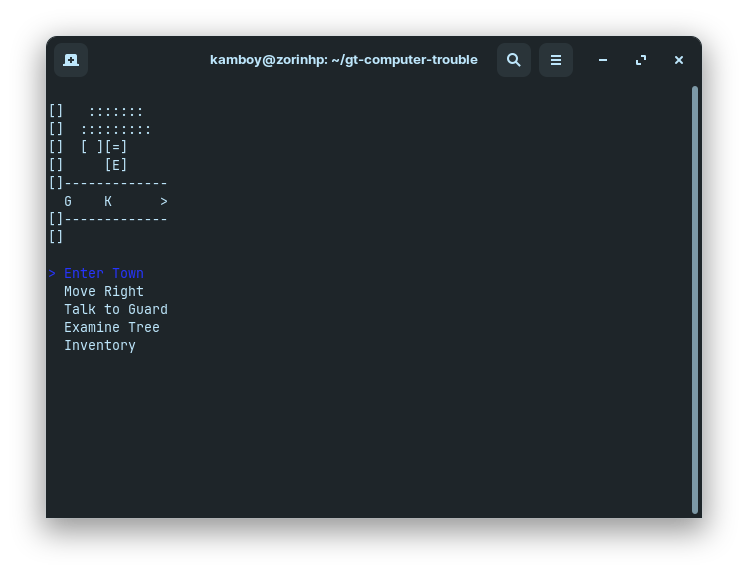 kamboy@zorinhp: ~/gt-computer-trouble
[]   :::::::
[]  :::::::::
[]  [ ][=]
[]     [E]
[]-------------
  G    K      >
[]-------------
[]
> Enter Town
  Move Right
  Talk to Guard
  Examine Tree
  Inventory